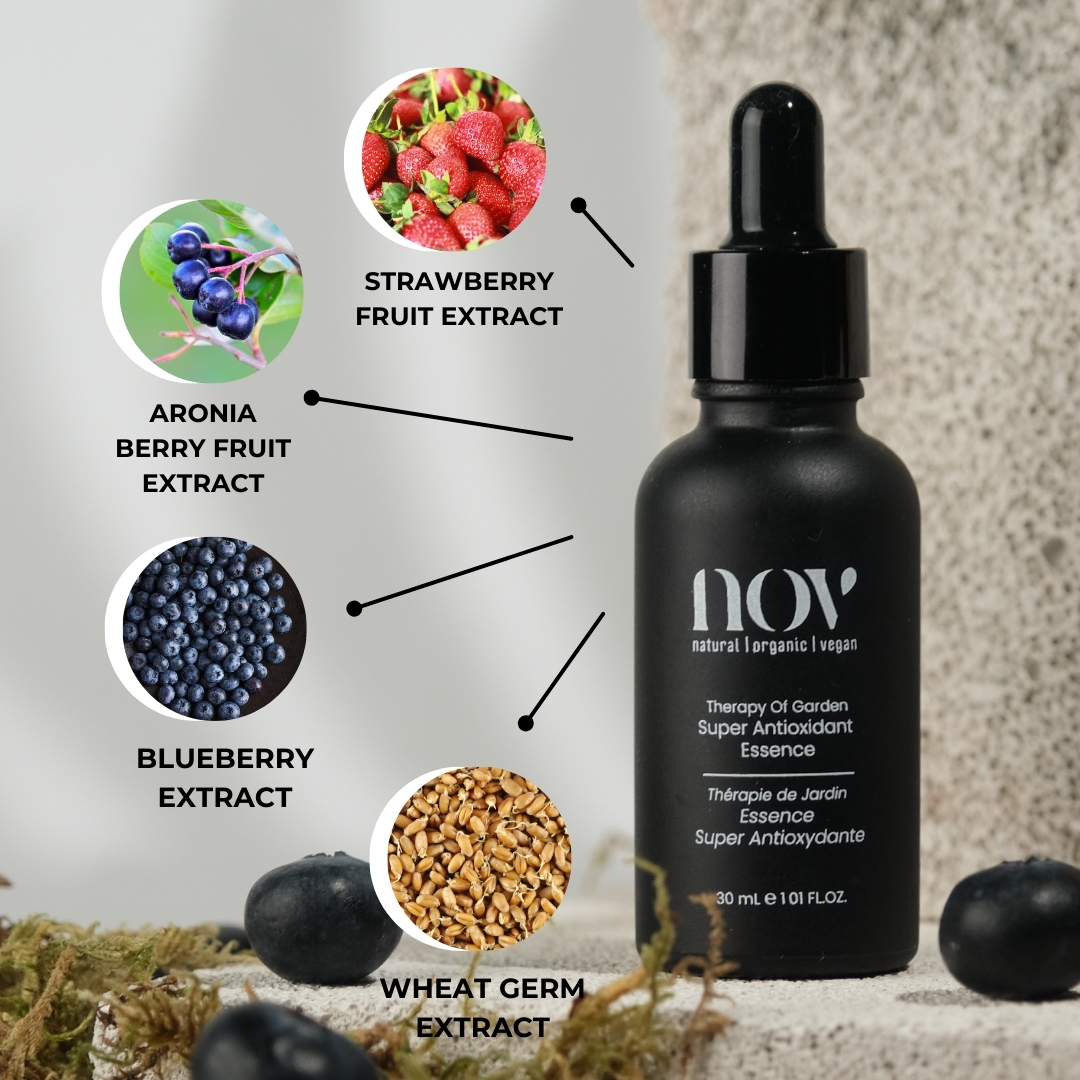 STRAWBERRY
FRUIT EXTRACT
ARONIA
BERRY FRUIT
EXTRACT
BLUEBERRY
EXTRACT
WHEAT GERM
EXTRACT
nov
natural | organic | vegan
Therapy Of Garden
Super Antioxidant
Essence
Thérapie de Jardin
Essence
Super Antioxydante
30 mL ℮ 1 01 FL.OZ.